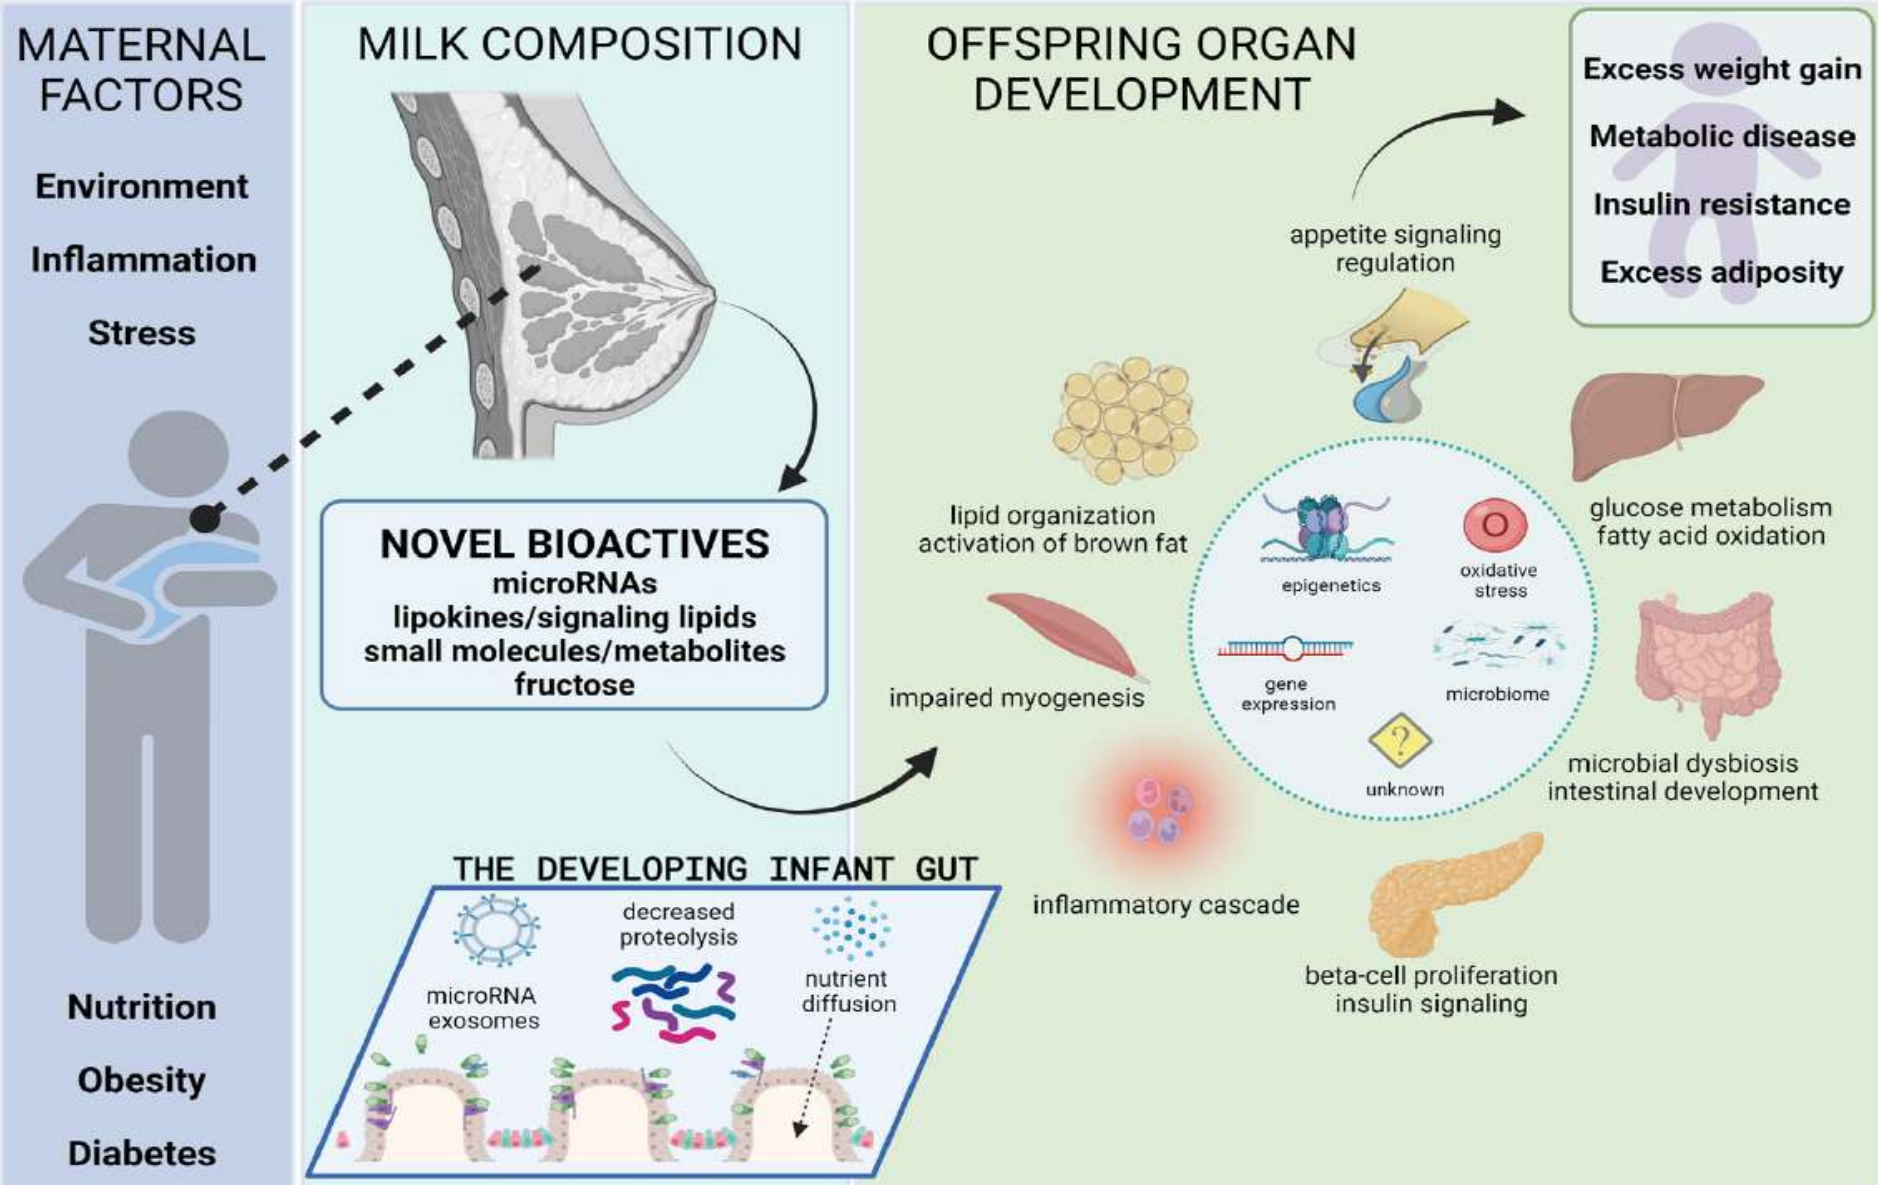 MATERNAL
FACTORS
Environment
Inflammation
Stress
Nutrition
Obesity
Diabetes
MILK COMPOSITION
NOVEL BIOACTIVES
microRNAs
lipokines/signaling lipids
small molecules/metabolites
fructose
THE DEVELOPING INFANT GUT
microRNA
exosomes
decreased
proteolysis
nutrient
diffusion
OFFSPRING ORGAN
DEVELOPMENT
Excess weight gain
Metabolic disease
Insulin resistance
Excess adiposity
appetite signaling
regulation
lipid organization
activation of brown fat
glucose metabolism
fatty acid oxidation
epigenetics
oxidative
stress
gene
expression
microbiome
?
unknown
impaired myogenesis
microbial dysbiosis
intestinal development
inflammatory cascade
beta-cell proliferation
insulin signaling